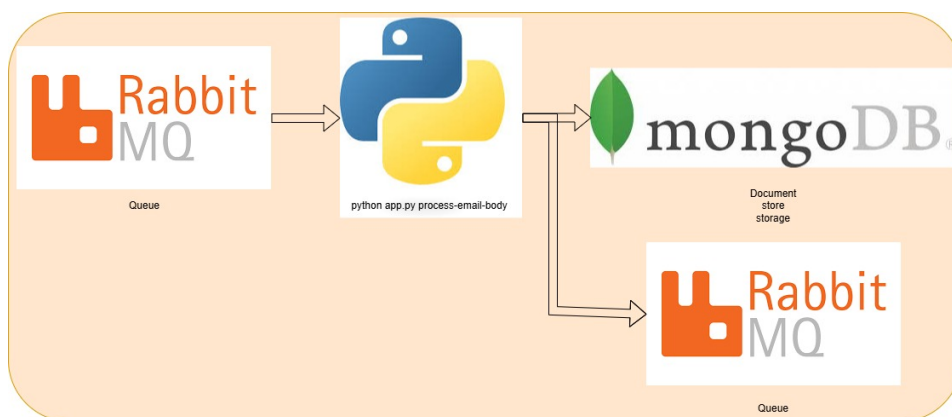 Rabbit
MQ
Queue
python app.py process-email-body
mongoDB®
Document
store
storage
Rabbit
MQ
Queue